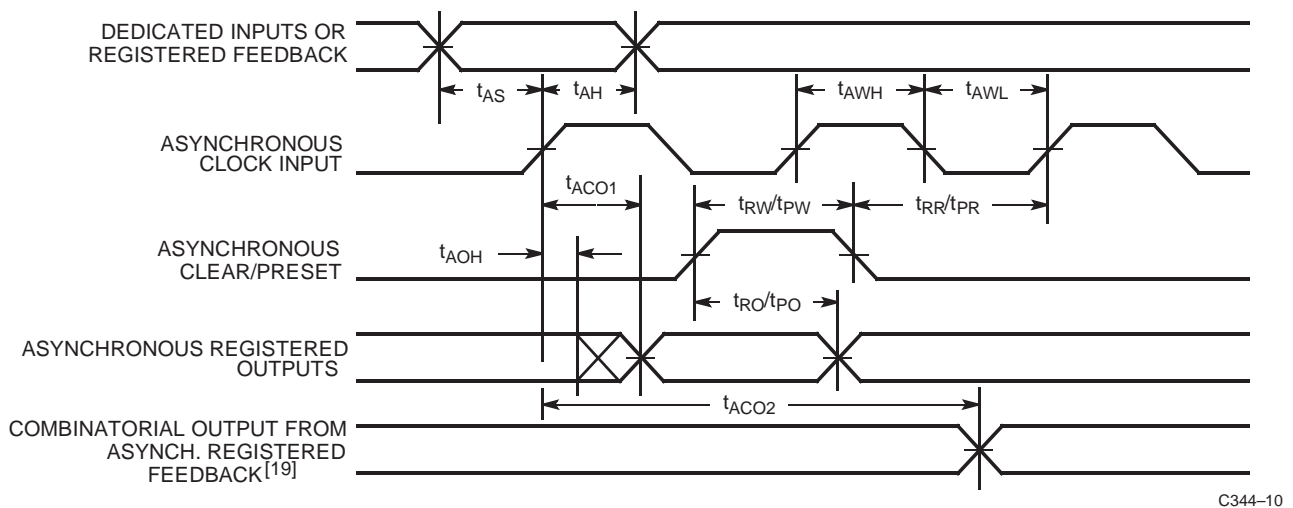 DEDICATED INPUTS OR
REGISTERED FEEDBACK
tAS
tAH
tAWH
tAWL
ASYNCHRONOUS
CLOCK INPUT
tACO1
tRW/tPW
tRR/tPR
ASYNCHRONOUS
CLEAR/PRESET
tAOH
tRO/tPO
ASYNCHRONOUS REGISTERED
OUTPUTS
tACO2
COMBINATORIAL OUTPUT FROM
ASYNCH. REGISTERED
FEEDBACK[19]
C344–10